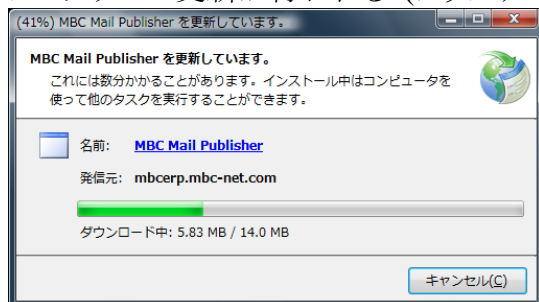 (41%) MBC Mail Publisher を更新しています。
MBC Mail Publisher を更新しています。
これには数分かかることがあります。インストール中はコンピュータを
使って他のタスクを実行することができます。
名前: MBC Mail Publisher
発信元: mbcerp.mbc-net.com
ダウンロード中: 5.83 MB / 14.0 MB
キャンセル(C)